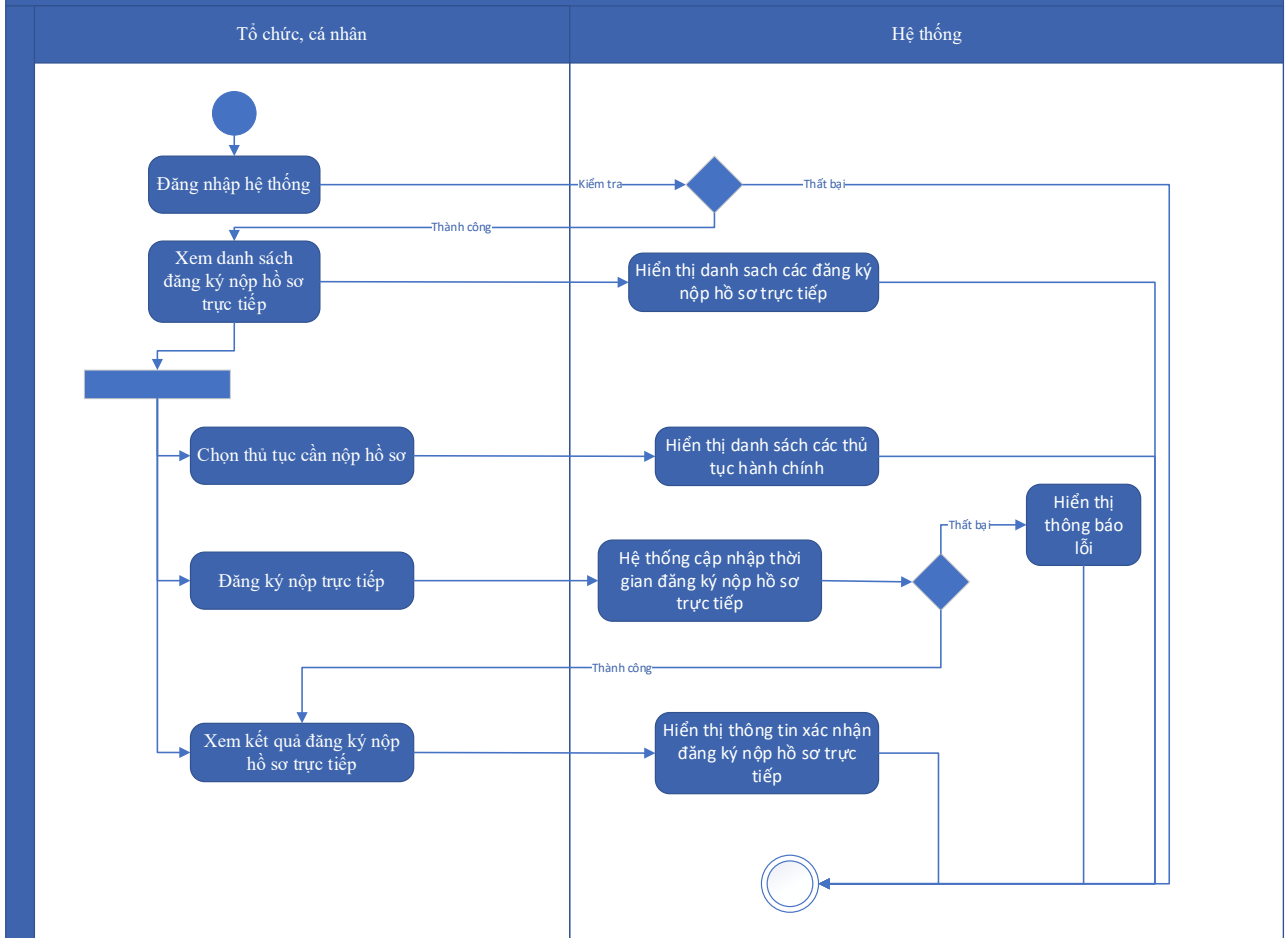 Tổ chức, cá nhân
Hệ thống
Đăng nhập hệ thống
Kiểm tra
Thất bại
Thành công
Xem danh sách
đăng ký nộp hồ sơ
trực tiếp
Hiển thị danh sach các đăng ký
nộp hồ sơ trực tiếp
Chọn thủ tục cần nộp hồ sơ
Hiển thị danh sách các thủ
tục hành chính
Hiển thị
thông báo
lỗi
Thất bại
Đăng ký nộp trực tiếp
Hệ thống cập nhập thời
gian đăng ký nộp hồ sơ
trực tiếp
Thành công
Xem kết quả đăng ký nộp
hồ sơ trực tiếp
Hiển thị thông tin xác nhận
đăng ký nộp hồ sơ trực
tiếp